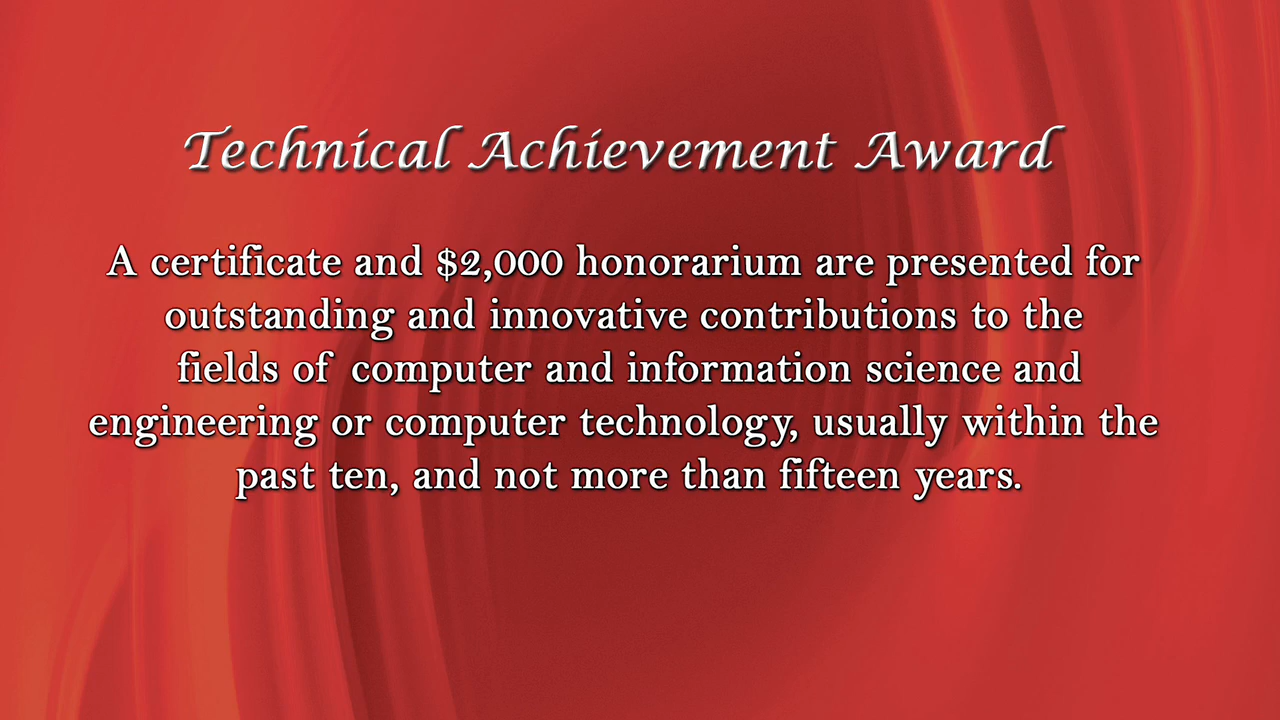 Technical Achievement Award
A certificate and $2,000 honorarium are presented for
outstanding and innovative contributions to the
fields of computer and information science and
engineering or computer technology, usually within the
past ten, and not more than fifteen years.